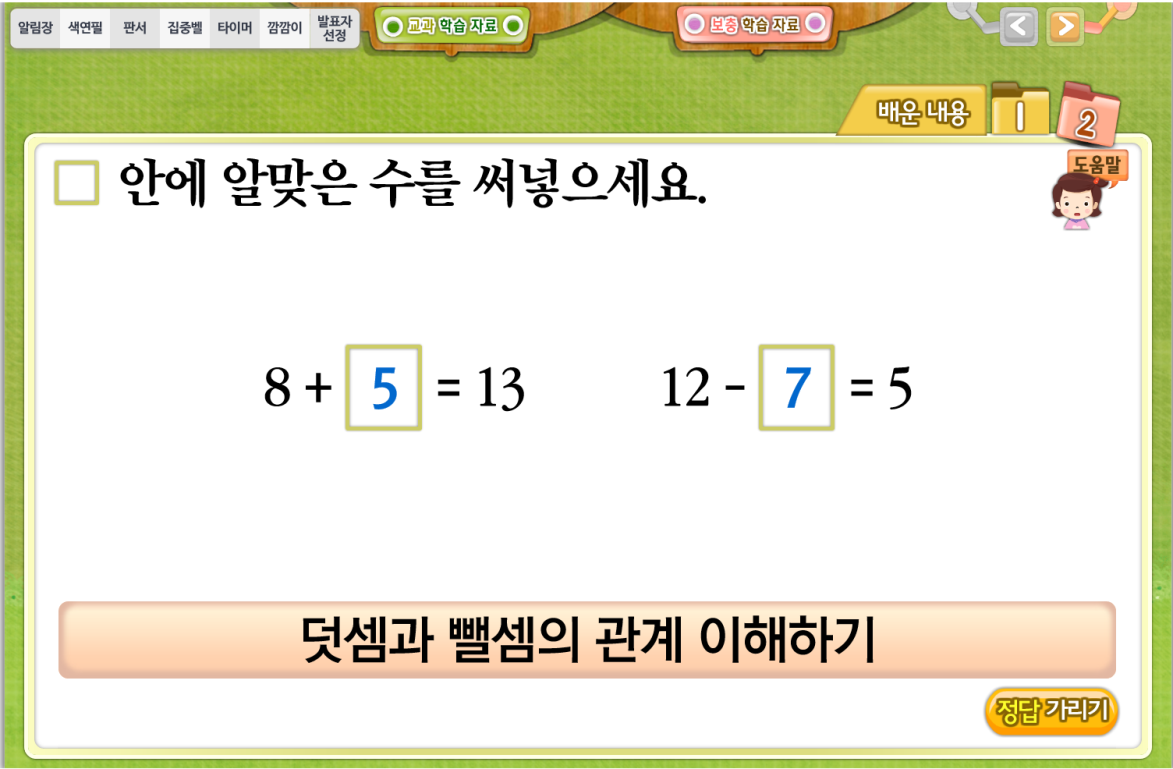 알림장 색연필 판서 집중벨 타이머 깜깜이 발표자 선정
교과 학습 자료
보충 학습 자료
배운 내용 1 2
도움말
안에 알맞은 수를 써넣으세요.
8 + 5 = 13
12 - 7 = 5
덧셈과 뺄셈의 관계 이해하기
정답 가리기